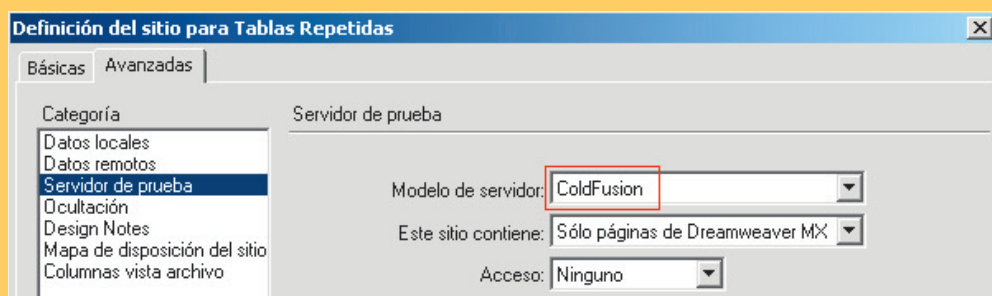 Definición del sitio para Tablas Repetidas
Básicas Avanzadas
Categoría
Datos locales
Datos remotos
Servidor de prueba
Ocultación
Design Notes
Mapa de disposición del sitio
Columnas vista archivo
Servidor de prueba
Modelo de servidor: ColdFusion
Este sitio contiene: Sólo páginas de Dreamweaver MX
Acceso: Ninguno